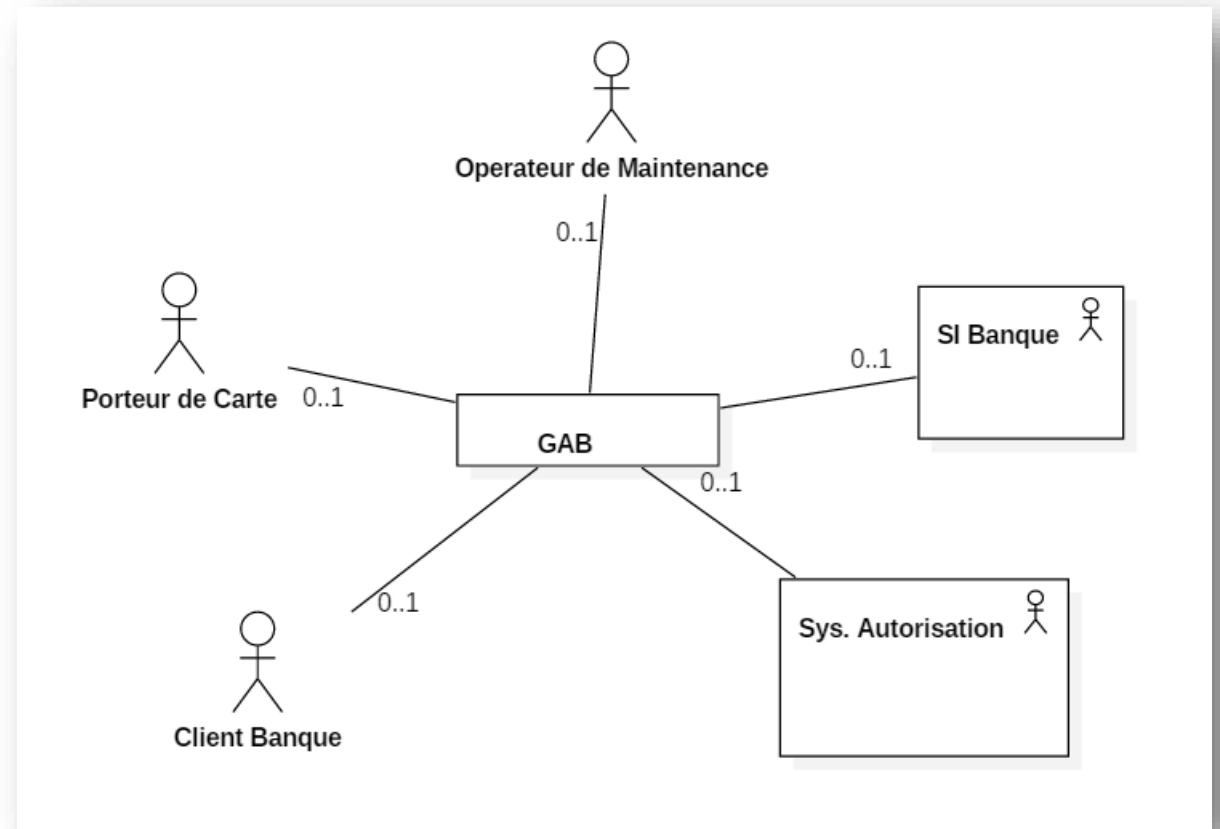 Operateur de Maintenance
0..1
SI Banque
0..1
Porteur de Carte
0..1
GAB
0..1
0..1
Sys. Autorisation
Client Banque